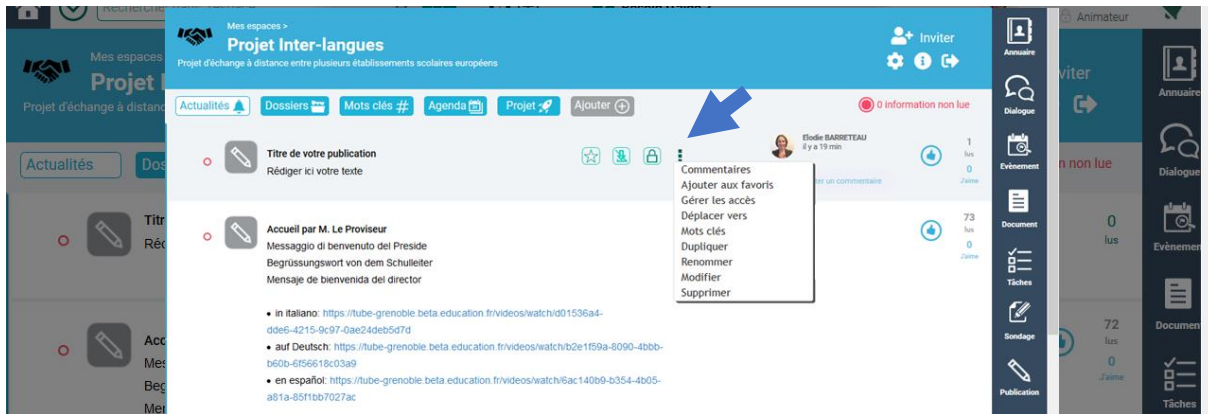 Mes espaces >
Projet Inter-langues
Projet d'échange à distance entre plusieurs établissements scolaires européens
Inviter
Actualités
Dossiers
Mots clés
Agenda
Projet
Ajouter
0 information non lue
Titre de votre publication
Rédiger ici votre texte
Elodie BARRETEAU
il y a 19 min
1
lus
0
J'aime
un commentaire
Commentaires
Ajouter aux favoris
Gérer les accès
Déplacer vers
Mots clés
Dupliquer
Renommer
Modifier
Supprimer
Accueil par M. Le Proviseur
Messaggio di benvenuto del Preside
Begrüssungswort von dem Schulleiter
Mensaje de bienvenida del director
73
lus
0
J'aime
• in italiano: https://tube-grenoble.beta.education.fr/videos/watch/d01536a4-
dde6-4215-9c97-0ae24deb5d7d
• auf Deutsch: https://tube-grenoble.beta.education.fr/videos/watch/b2e1f59a-8090-4bbb-
b60b-6f56618c03a9
• en español: https://tube-grenoble.beta.education.fr/videos/watch/6ac140b9-b354-4b05-
a81a-85f1bb7027ac
Annuaire
Dialogue
Evènement
Document
Tâches
Sondage
Publication
Mes espaces
Projet
Projet d'échange à distanc
Actualités
Dos
Titr
Réd
Acc
Mes
Beg
Mer
Animateur
viter
n non lue
0
lus
72
lus
0
J'aime
Annuaire
Dialogue
Evènemen
Documen
Tâches